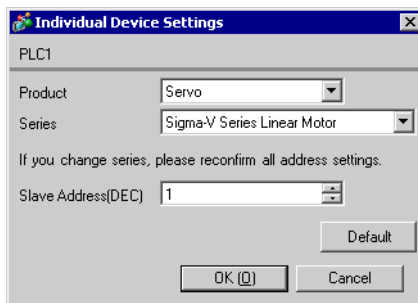 Individual Device Settings
PLC1
Product Servo
Series Sigma-V Series Linear Motor
If you change series, please reconfirm all address settings.
Slave Address(DEC) 1
Default
OK (O) Cancel